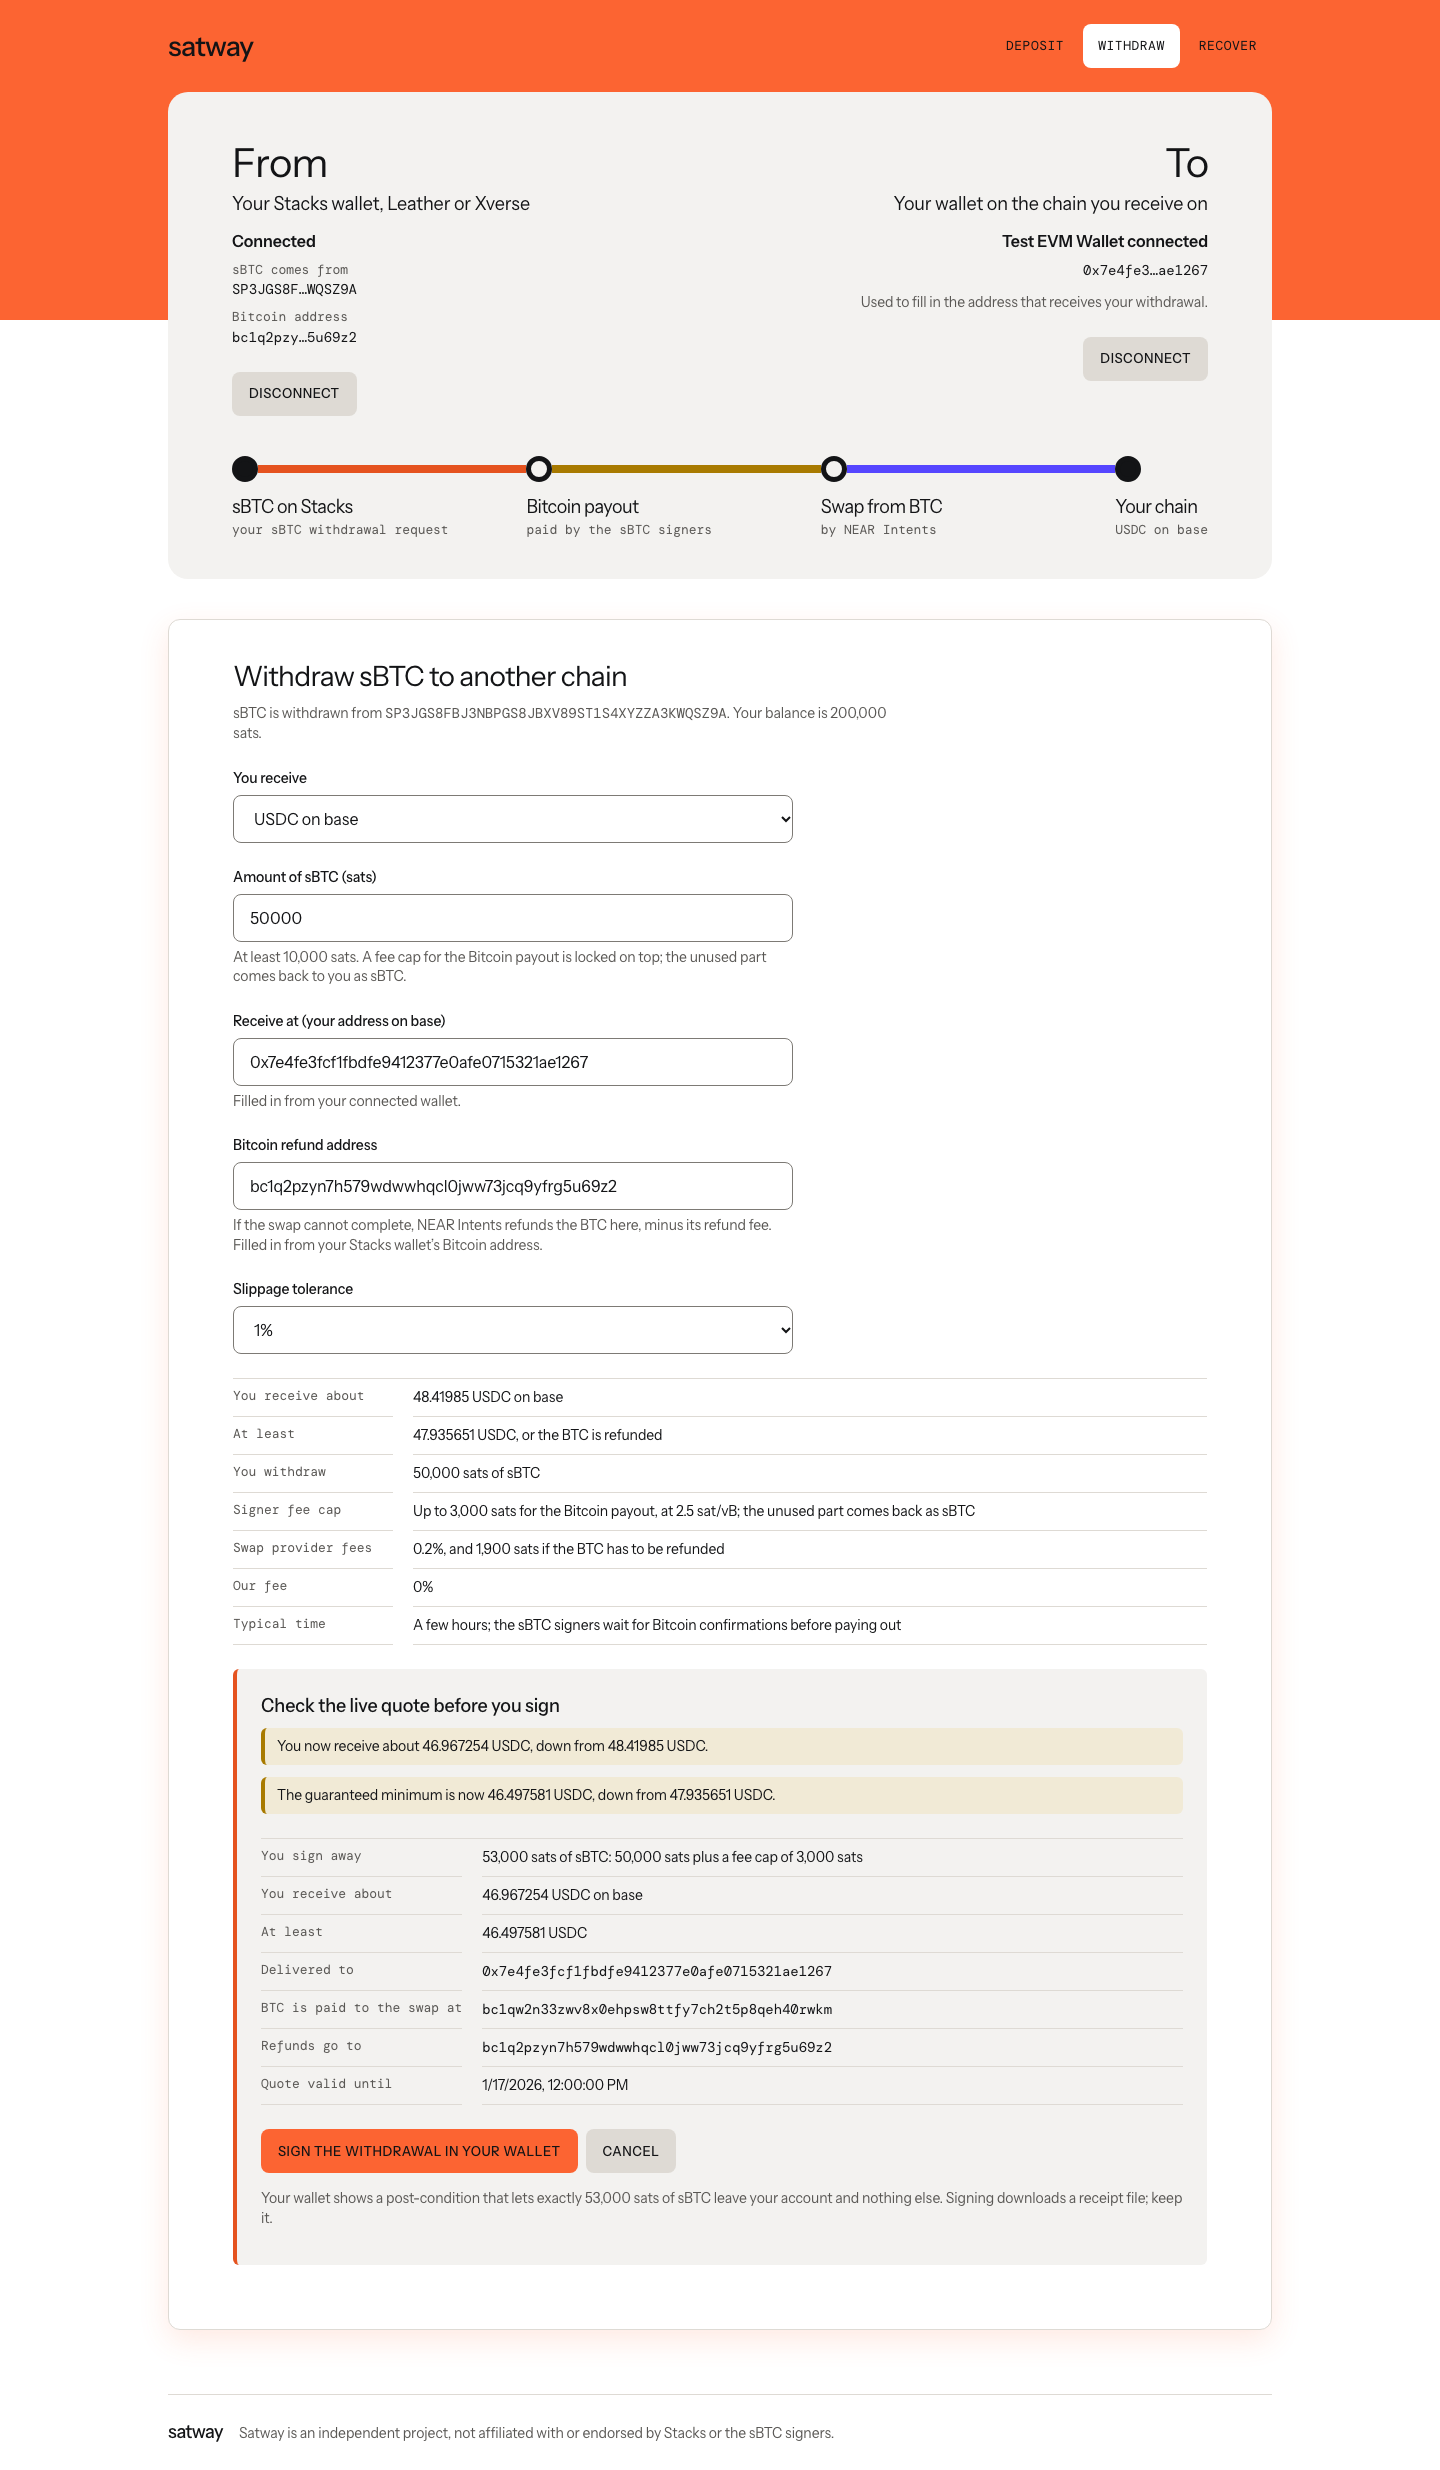 satway
DEPOSIT
WITHDRAW
RECOVER
From
Your Stacks wallet, Leather or Xverse
Connected
sBTC comes from
SP3JGS8F…WQSZ9A
Bitcoin address
bc1q2pzy…5u69z2
DISCONNECT
To
Your wallet on the chain you receive on
Test EVM Wallet connected
0x7e4fe3…ae1267
Used to fill in the address that receives your withdrawal.
DISCONNECT
sBTC on Stacks
your sBTC withdrawal request
Bitcoin payout
paid by the sBTC signers
Swap from BTC
by NEAR Intents
Your chain
USDC on base
Withdraw sBTC to another chain
sBTC is withdrawn from SP3JGS8FBJ3NBPGS8JBXV89ST1S4XYZZA3KWQSZ9A. Your balance is 200,000
sats.
You receive
USDC on base
Amount of sBTC (sats)
50000
At least 10,000 sats. A fee cap for the Bitcoin payout is locked on top; the unused part
comes back to you as sBTC.
Receive at (your address on base)
0x7e4fe3fcf1fbdfe9412377e0afe0715321ae1267
Filled in from your connected wallet.
Bitcoin refund address
bc1q2pzyn7h579wdwwhqcl0jww73jcq9yfrg5u69z2
If the swap cannot complete, NEAR Intents refunds the BTC here, minus its refund fee.
Filled in from your Stacks wallet's Bitcoin address.
Slippage tolerance
1%
You receive about 48.41985 USDC on base
At least 47.935651 USDC, or the BTC is refunded
You withdraw 50,000 sats of sBTC
Signer fee cap Up to 3,000 sats for the Bitcoin payout, at 2.5 sat/vB; the unused part comes back as sBTC
Swap provider fees 0.2%, and 1,900 sats if the BTC has to be refunded
Our fee 0%
Typical time A few hours; the sBTC signers wait for Bitcoin confirmations before paying out
Check the live quote before you sign
You now receive about 46.967254 USDC, down from 48.41985 USDC.
The guaranteed minimum is now 46.497581 USDC, down from 47.935651 USDC.
You sign away 53,000 sats of sBTC: 50,000 sats plus a fee cap of 3,000 sats
You receive about 46.967254 USDC on base
At least 46.497581 USDC
Delivered to 0x7e4fe3fcf1fbdfe9412377e0afe0715321ae1267
BTC is paid to the swap at bc1qw2n33zwv8x0ehpsw8ttfy7ch2t5p8qeh40rwkm
Refunds go to bc1q2pzyn7h579wdwwhqcl0jww73jcq9yfrg5u69z2
Quote valid until 1/17/2026, 12:00:00 PM
SIGN THE WITHDRAWAL IN YOUR WALLET
CANCEL
Your wallet shows a post-condition that lets exactly 53,000 sats of sBTC leave your account and nothing else. Signing downloads a receipt file; keep
it.
satway Satway is an independent project, not affiliated with or endorsed by Stacks or the sBTC signers.